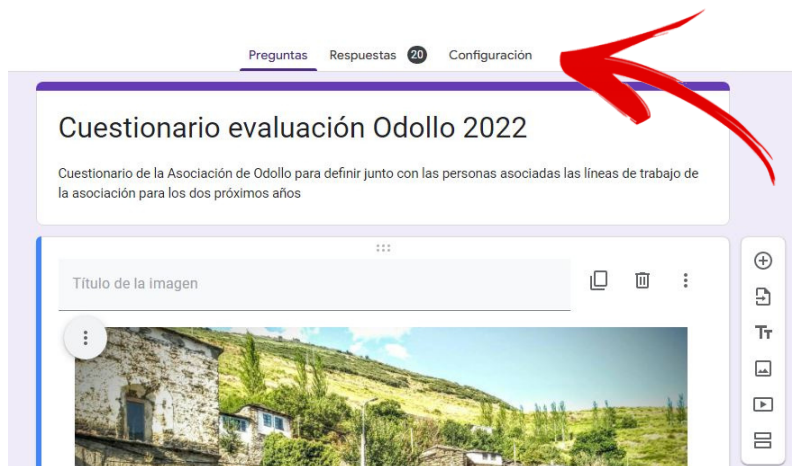 Preguntas Respuestas 20 Configuración
Cuestionario evaluación Odollo 2022
Cuestionario de la Asociación de Odollo para definir junto con las personas asociadas las líneas de trabajo de
la asociación para los dos próximos años
Título de la imagen
Tт